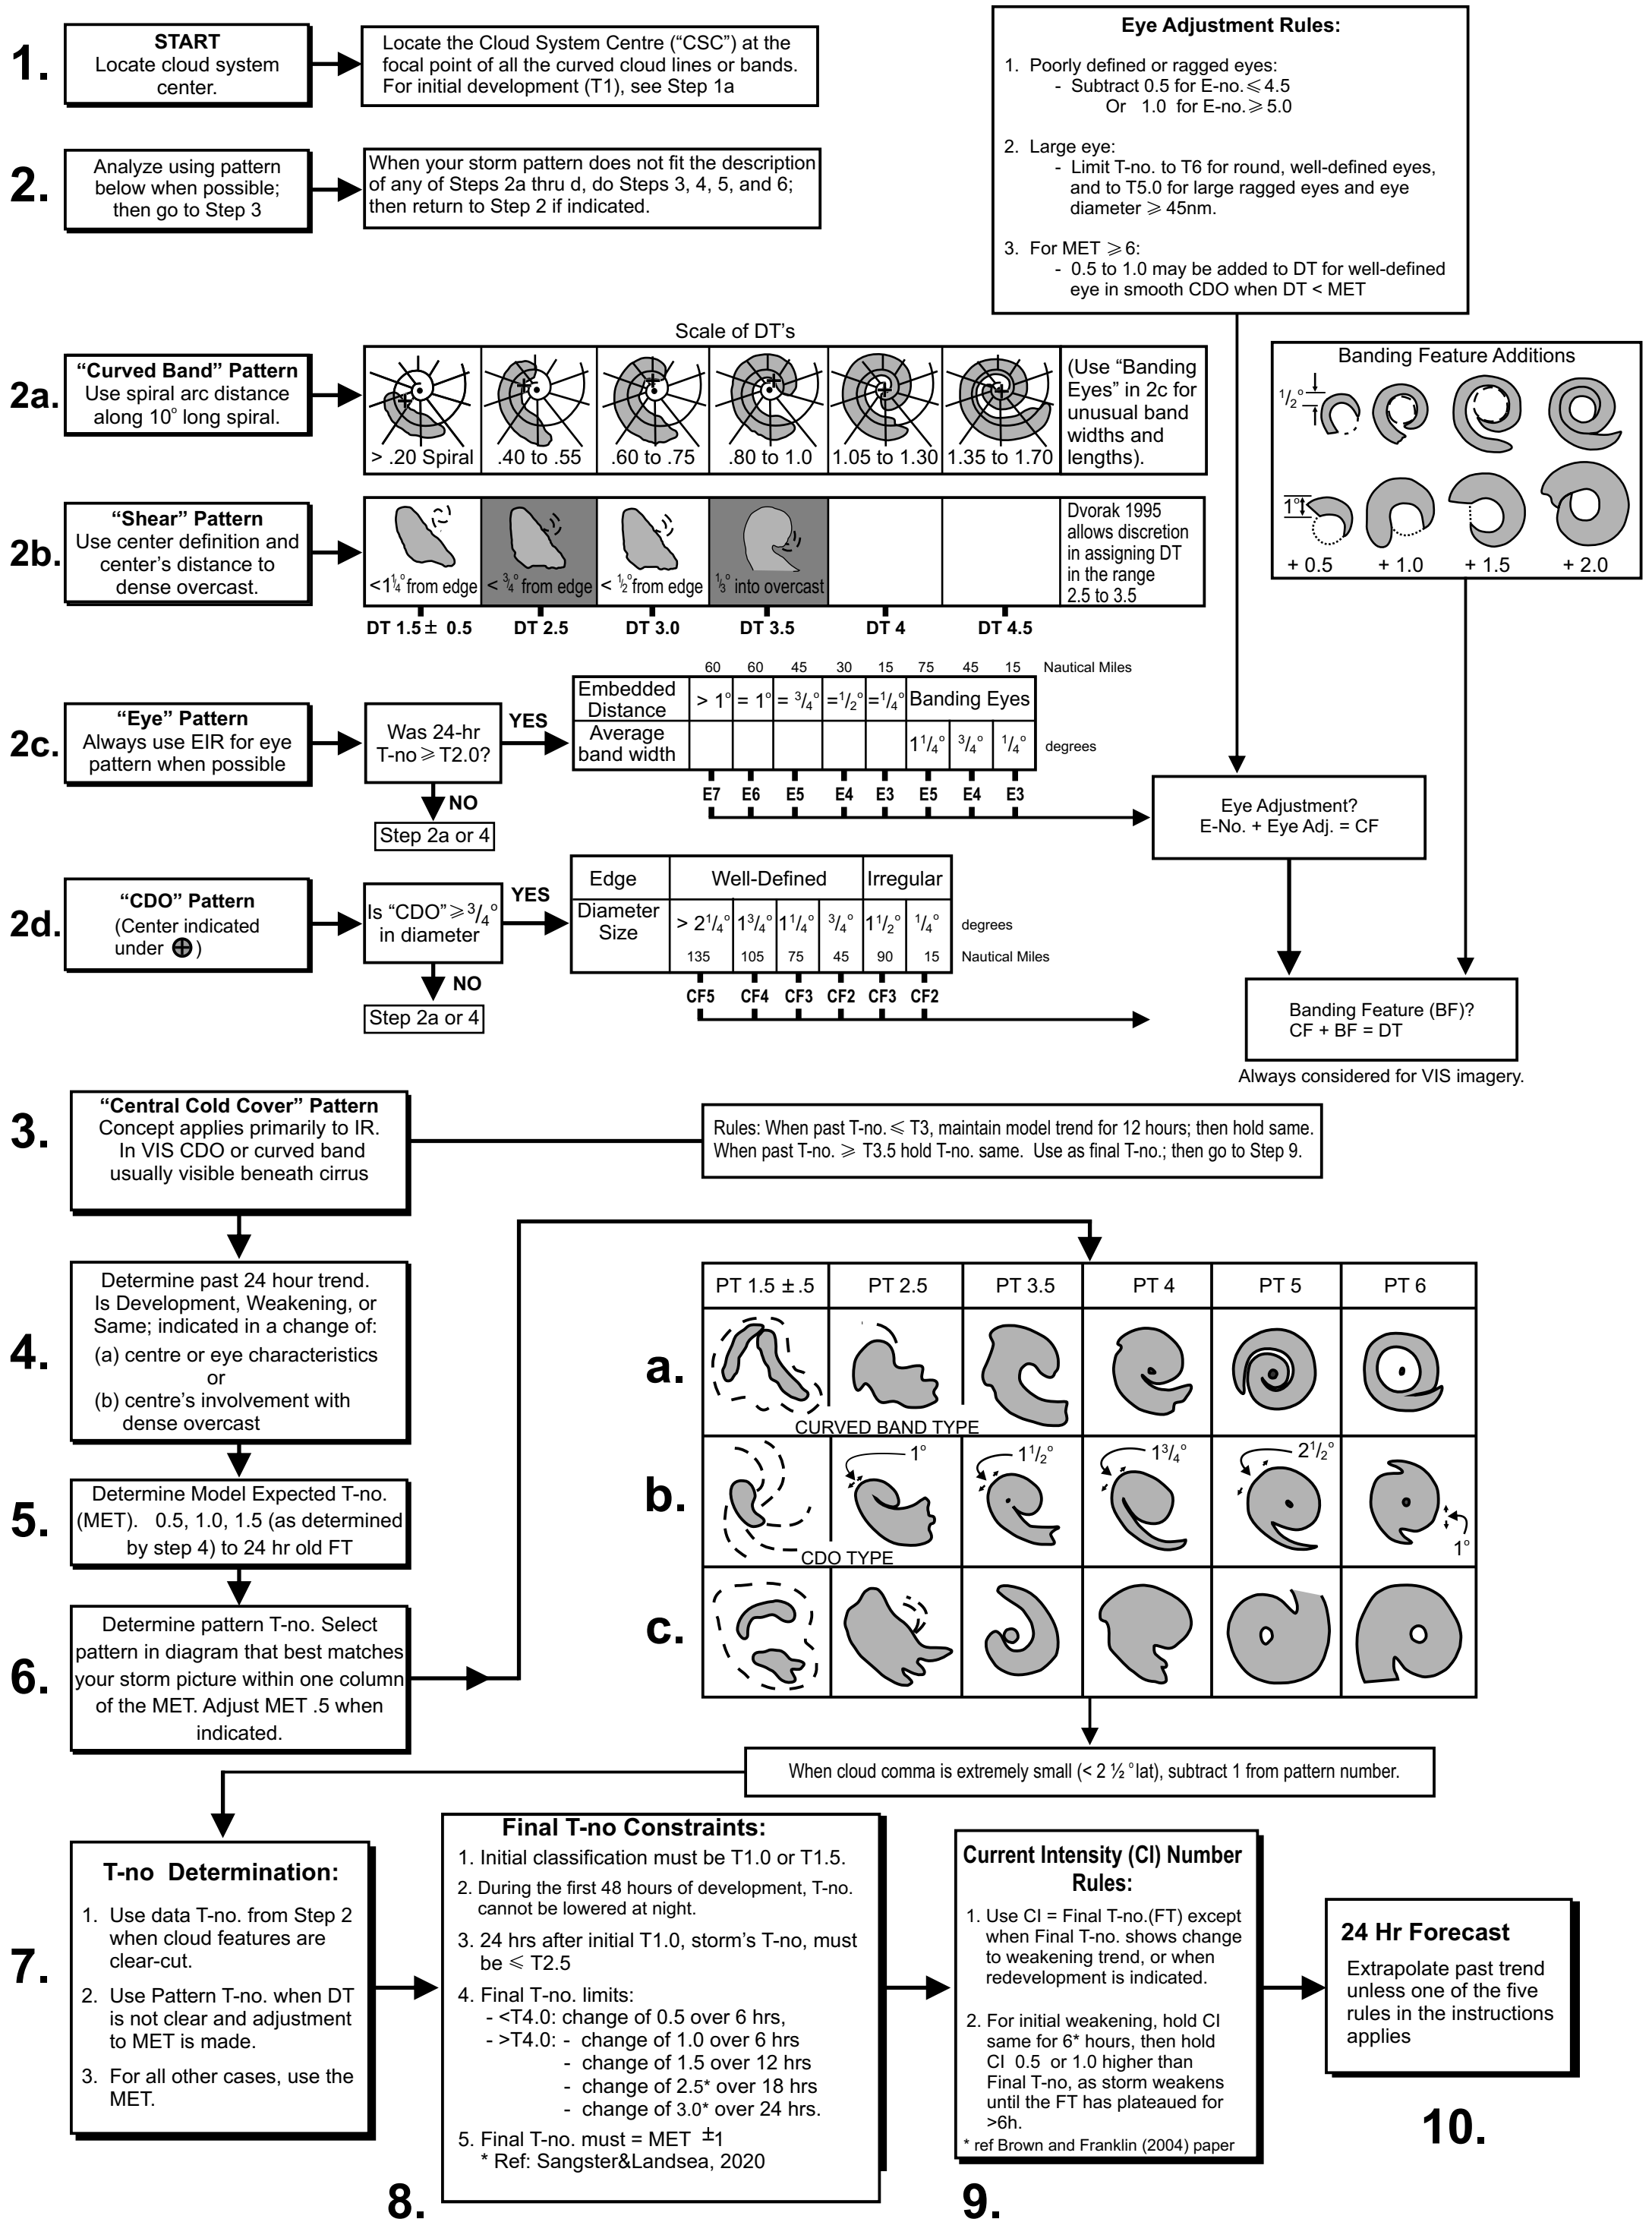 1.
START
Locate cloud system
center.
Locate the Cloud System Centre (“CSC”) at the
focal point of all the curved cloud lines or bands.
For initial development (T1), see Step 1a
Eye Adjustment Rules:
1. Poorly defined or ragged eyes:
- Subtract 0.5 for E-no.⩽ 4.5
Or 1.0 for E-no.⩾ 5.0
2. Large eye:
- Limit T-no. to T6 for round, well-defined eyes,
and to T5.0 for large ragged eyes and eye
diameter ⩾ 45nm.
3. For MET ⩾ 6:
- 0.5 to 1.0 may be added to DT for well-defined
eye in smooth CDO when DT < MET
2.
Analyze using pattern
below when possible;
then go to Step 3
When your storm pattern does not fit the description
of any of Steps 2a thru d, do Steps 3, 4, 5, and 6;
then return to Step 2 if indicated.
Scale of DT’s
2a.
“Curved Band” Pattern
Use spiral arc distance
along 10° long spiral.
> .20 Spiral
.40 to .55
.60 to .75
.80 to 1.0
1.05 to 1.30
1.35 to 1.70
(Use “Banding
Eyes” in 2c for
unusual band
widths and
lengths).
Banding Feature Additions
1/2°
1°
+ 0.5
+ 1.0
+ 1.5
+ 2.0
2b.
“Shear” Pattern
Use center definition and
center’s distance to
dense overcast.
<1¼° from edge
< ¾° from edge
< ½° from edge
⅓° into overcast
Dvorak 1995
allows discretion
in assigning DT
in the range
2.5 to 3.5
DT 1.5 ± 0.5
DT 2.5
DT 3.0
DT 3.5
DT 4
DT 4.5
2c.
“Eye” Pattern
Always use EIR for eye
pattern when possible
Was 24-hr
T-no ⩾ T2.0?
YES
NO
Step 2a or 4
60 60 45 30 15 75 45 15 Nautical Miles
Embedded
Distance
> 1° = 1° = 3/4° =1/2° =1/4° Banding Eyes
Average
band width
1 1/4° 3/4° 1/4° degrees
E7 E6 E5 E4 E3 E5 E4 E3
Eye Adjustment?
E-No. + Eye Adj. = CF
2d.
“CDO” Pattern
(Center indicated
under ⊕)
Is “CDO” ⩾ 3/4°
in diameter
YES
NO
Step 2a or 4
Edge Well-Defined Irregular
Diameter
Size
> 2 1/4° 1 3/4° 1 1/4° 3/4° 1 1/2° 1/4° degrees
135 105 75 45 90 15 Nautical Miles
CF5 CF4 CF3 CF2 CF3 CF2
Banding Feature (BF)?
CF + BF = DT
Always considered for VIS imagery.
3.
“Central Cold Cover” Pattern
Concept applies primarily to IR.
In VIS CDO or curved band
usually visible beneath cirrus
Rules: When past T-no. ⩽ T3, maintain model trend for 12 hours; then hold same.
When past T-no. ⩾ T3.5 hold T-no. same. Use as final T-no.; then go to Step 9.
4.
Determine past 24 hour trend.
Is Development, Weakening, or
Same; indicated in a change of:
(a) centre or eye characteristics
or
(b) centre’s involvement with
dense overcast
5.
Determine Model Expected T-no.
(MET). 0.5, 1.0, 1.5 (as determined
by step 4) to 24 hr old FT
6.
Determine pattern T-no. Select
pattern in diagram that best matches
your storm picture within one column
of the MET. Adjust MET .5 when
indicated.
PT 1.5 ± .5
PT 2.5
PT 3.5
PT 4
PT 5
PT 6
a.
CURVED BAND TYPE
b.
1°
1 1/2°
1 3/4°
2 1/2°
1°
CDO TYPE
c.
When cloud comma is extremely small (< 2 ½ ° lat), subtract 1 from pattern number.
7.
T-no Determination:
1. Use data T-no. from Step 2
when cloud features are
clear-cut.
2. Use Pattern T-no. when DT
is not clear and adjustment
to MET is made.
3. For all other cases, use the
MET.
Final T-no Constraints:
1. Initial classification must be T1.0 or T1.5.
2. During the first 48 hours of development, T-no.
cannot be lowered at night.
3. 24 hrs after initial T1.0, storm’s T-no, must
be ⩽ T2.5
4. Final T-no. limits:
- <T4.0: change of 0.5 over 6 hrs,
- >T4.0: - change of 1.0 over 6 hrs
- change of 1.5 over 12 hrs
- change of 2.5* over 18 hrs
- change of 3.0* over 24 hrs.
5. Final T-no. must = MET ±1
* Ref: Sangster&Landsea, 2020
8.
Current Intensity (CI) Number
Rules:
1. Use CI = Final T-no.(FT) except
when Final T-no. shows change
to weakening trend, or when
redevelopment is indicated.
2. For initial weakening, hold CI
same for 6* hours, then hold
CI 0.5 or 1.0 higher than
Final T-no, as storm weakens
until the FT has plateaued for
>6h.
* ref Brown and Franklin (2004) paper
9.
24 Hr Forecast
Extrapolate past trend
unless one of the five
rules in the instructions
applies
10.